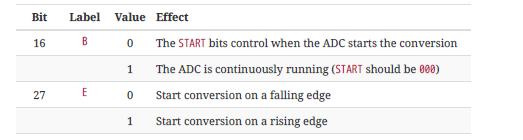 Bit Label Value Effect
16 B 0 The START bits control when the ADC starts the conversion
1 The ADC is continuously running (START should be 000)
27 E 0 Start conversion on a falling edge
1 Start conversion on a rising edge